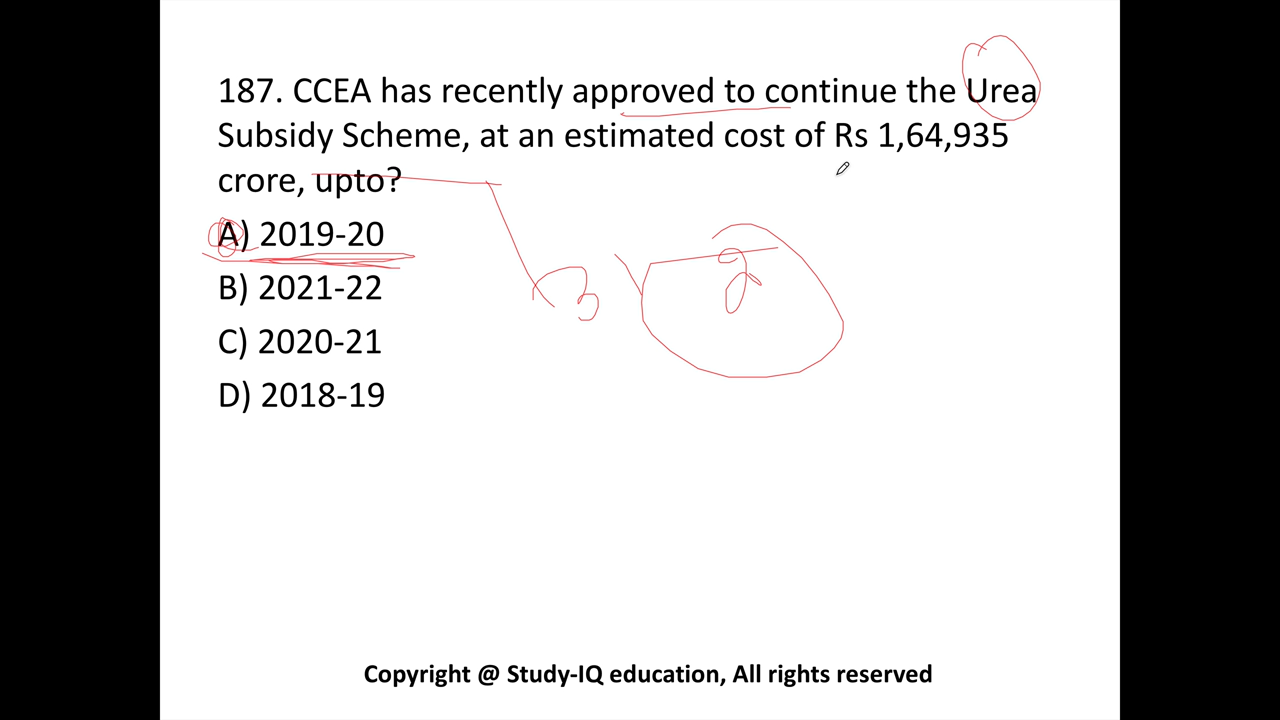 187. CCEA has recently approved to continue the Urea
Subsidy Scheme, at an estimated cost of Rs 1,64,935
crore, upto?
A) 2019-20
B) 2021-22
C) 2020-21
D) 2018-19
Copyright @ Study-IQ education, All rights reserved